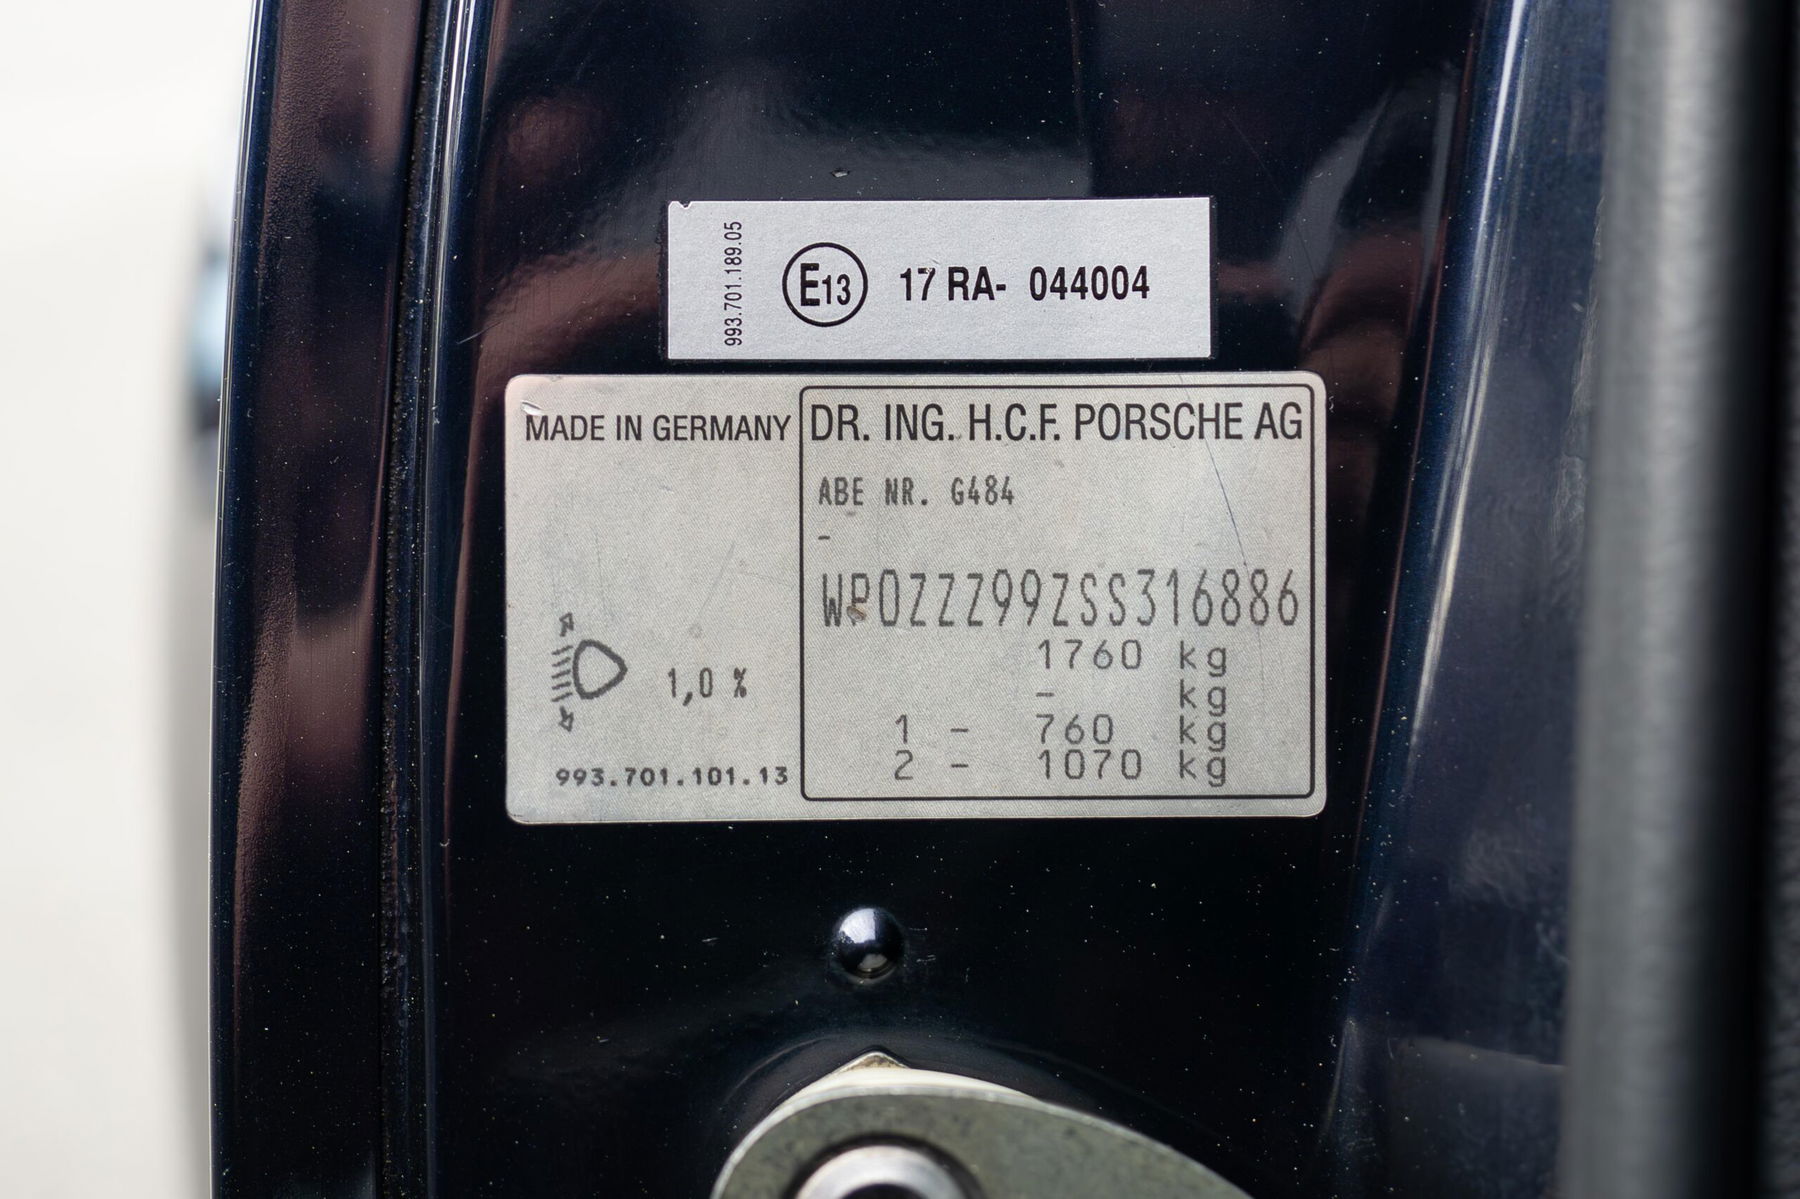 993.701.189.05
E13 17 RA- 044004
MADE IN GERMANY
DR. ING. H.C.F. PORSCHE AG
ABE NR. G484
-
WP0ZZZ99ZSS316886
1760 kg
- kg
1 - 760 kg
2 - 1070 kg
1,0 %
993.701.101.13